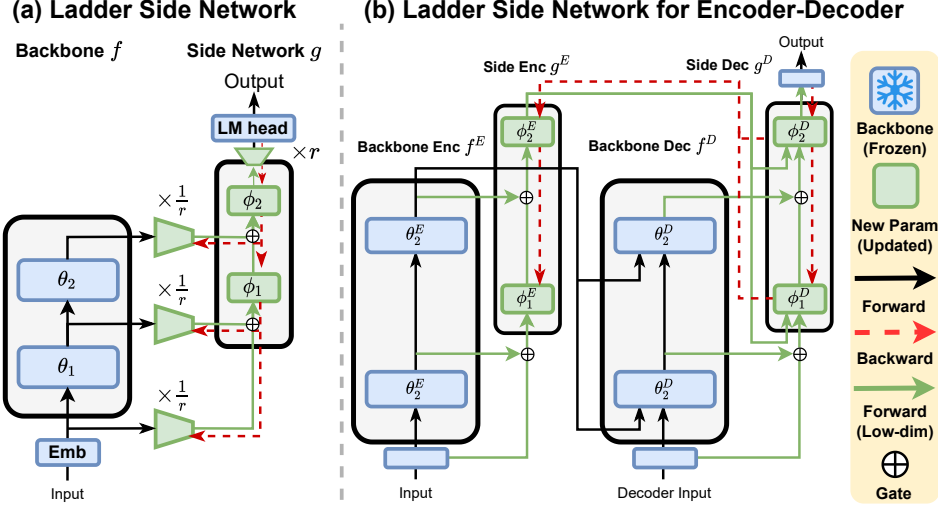 (a) Ladder Side Network
Backbone f
Side Network g
Output
LM head
×r
ϕ₂
× 1/r
θ₂
ϕ₁
× 1/r
θ₁
× 1/r
Emb
Input
(b) Ladder Side Network for Encoder-Decoder
Output
Side Enc g^E
Side Dec g^D
ϕ₂^E
ϕ₂^D
Backbone Enc f^E
Backbone Dec f^D
θ₂^E
θ₂^D
ϕ₁^E
ϕ₁^D
θ₂^E
θ₂^D
Input
Decoder Input
Backbone
(Frozen)
New Param
(Updated)
Forward
Backward
Forward
(Low-dim)
Gate